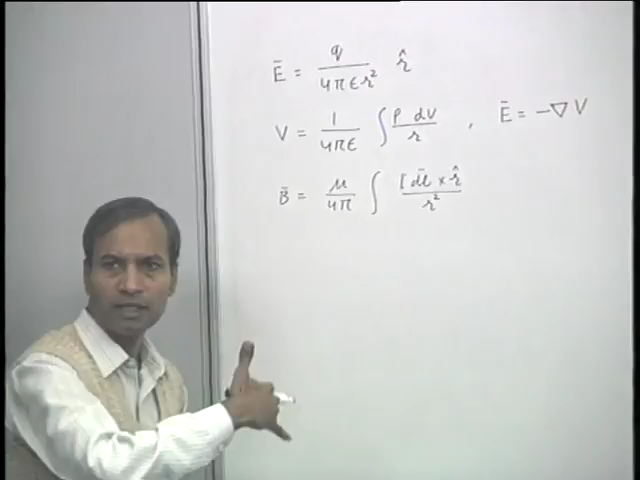 Ē = q / 4πεr² r̂
V = 1 / 4πε ∫ ρ dV / r , Ē = −∇V
B̄ = μ / 4π ∫ I dl̄ × r̂ / r²